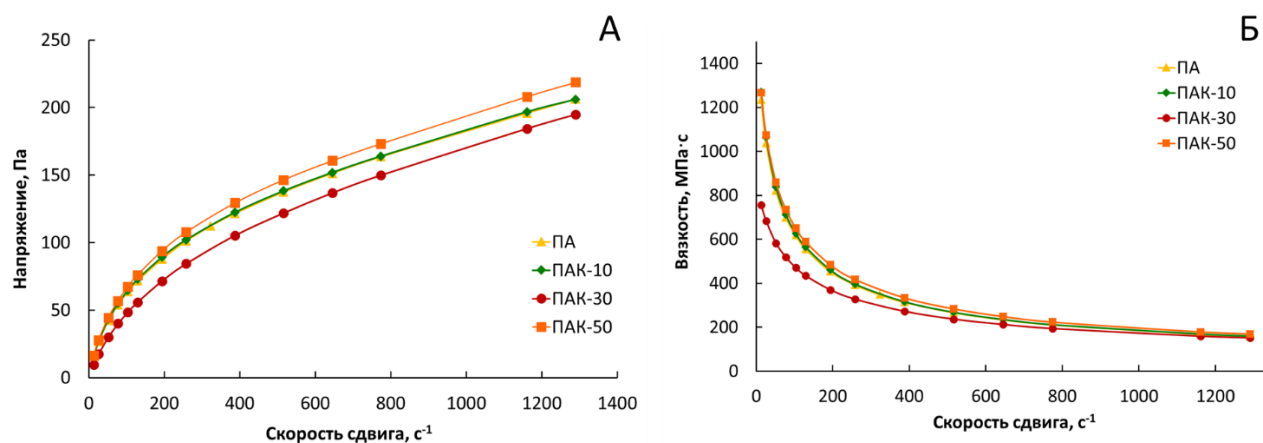 А
Напряжение, Па
250
200
150
100
50
0
0 200 400 600 800 1000 1200 1400
Скорость сдвига, с-1
ПА
ПАК-10
ПАК-30
ПАК-50
Б
Вязкость, МПа·с
1400
1200
1000
800
600
400
200
0
0 200 400 600 800 1000 1200
Скорость сдвига, с-1
ПА
ПАК-10
ПАК-30
ПАК-50